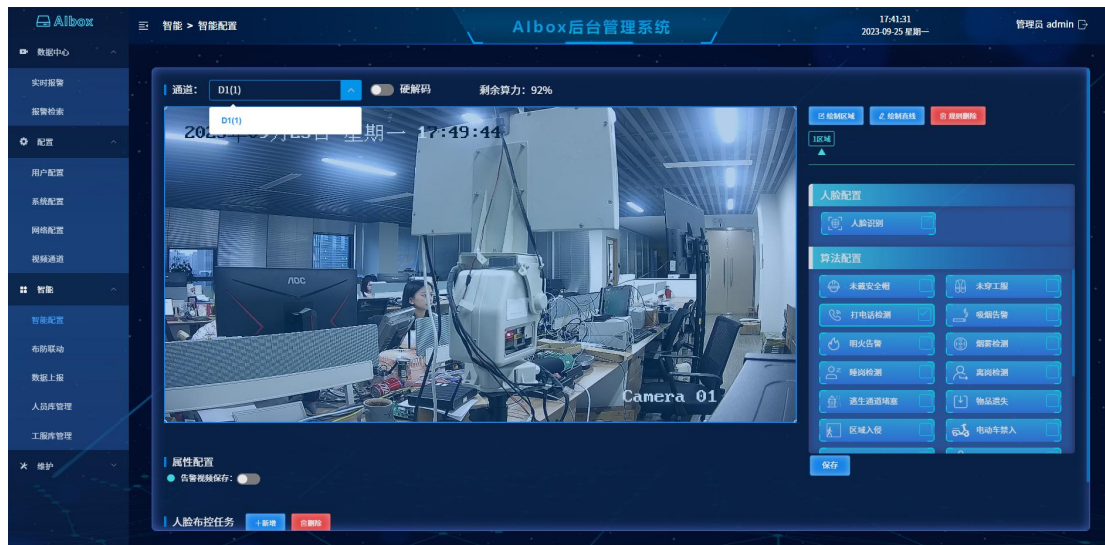 AIbox
智能 > 智能配置
AIbox后台管理系统
17:41:31
2023-09-25 星期一
管理员 admin
数据中心
实时报警
报警检索
配置
用户配置
系统配置
网络配置
视频通道
智能
智能配置
布防联动
数据上报
人员库管理
工服库管理
维护
通道:
D1(1)
硬解码
剩余算力: 92%
D1(1)
星期一 17:49:44
AOC
Camera 01
绘制区域
绘制直线
规则删除
1区域
人脸配置
人脸识别
算法配置
未戴安全帽
未穿工服
打电话检测
吸烟告警
明火告警
烟雾检测
睡岗检测
离岗检测
逃生通道堵塞
物品遗失
区域入侵
电动车禁入
保存
属性配置
告警视频保存:
人脸布控任务
+新增
删除